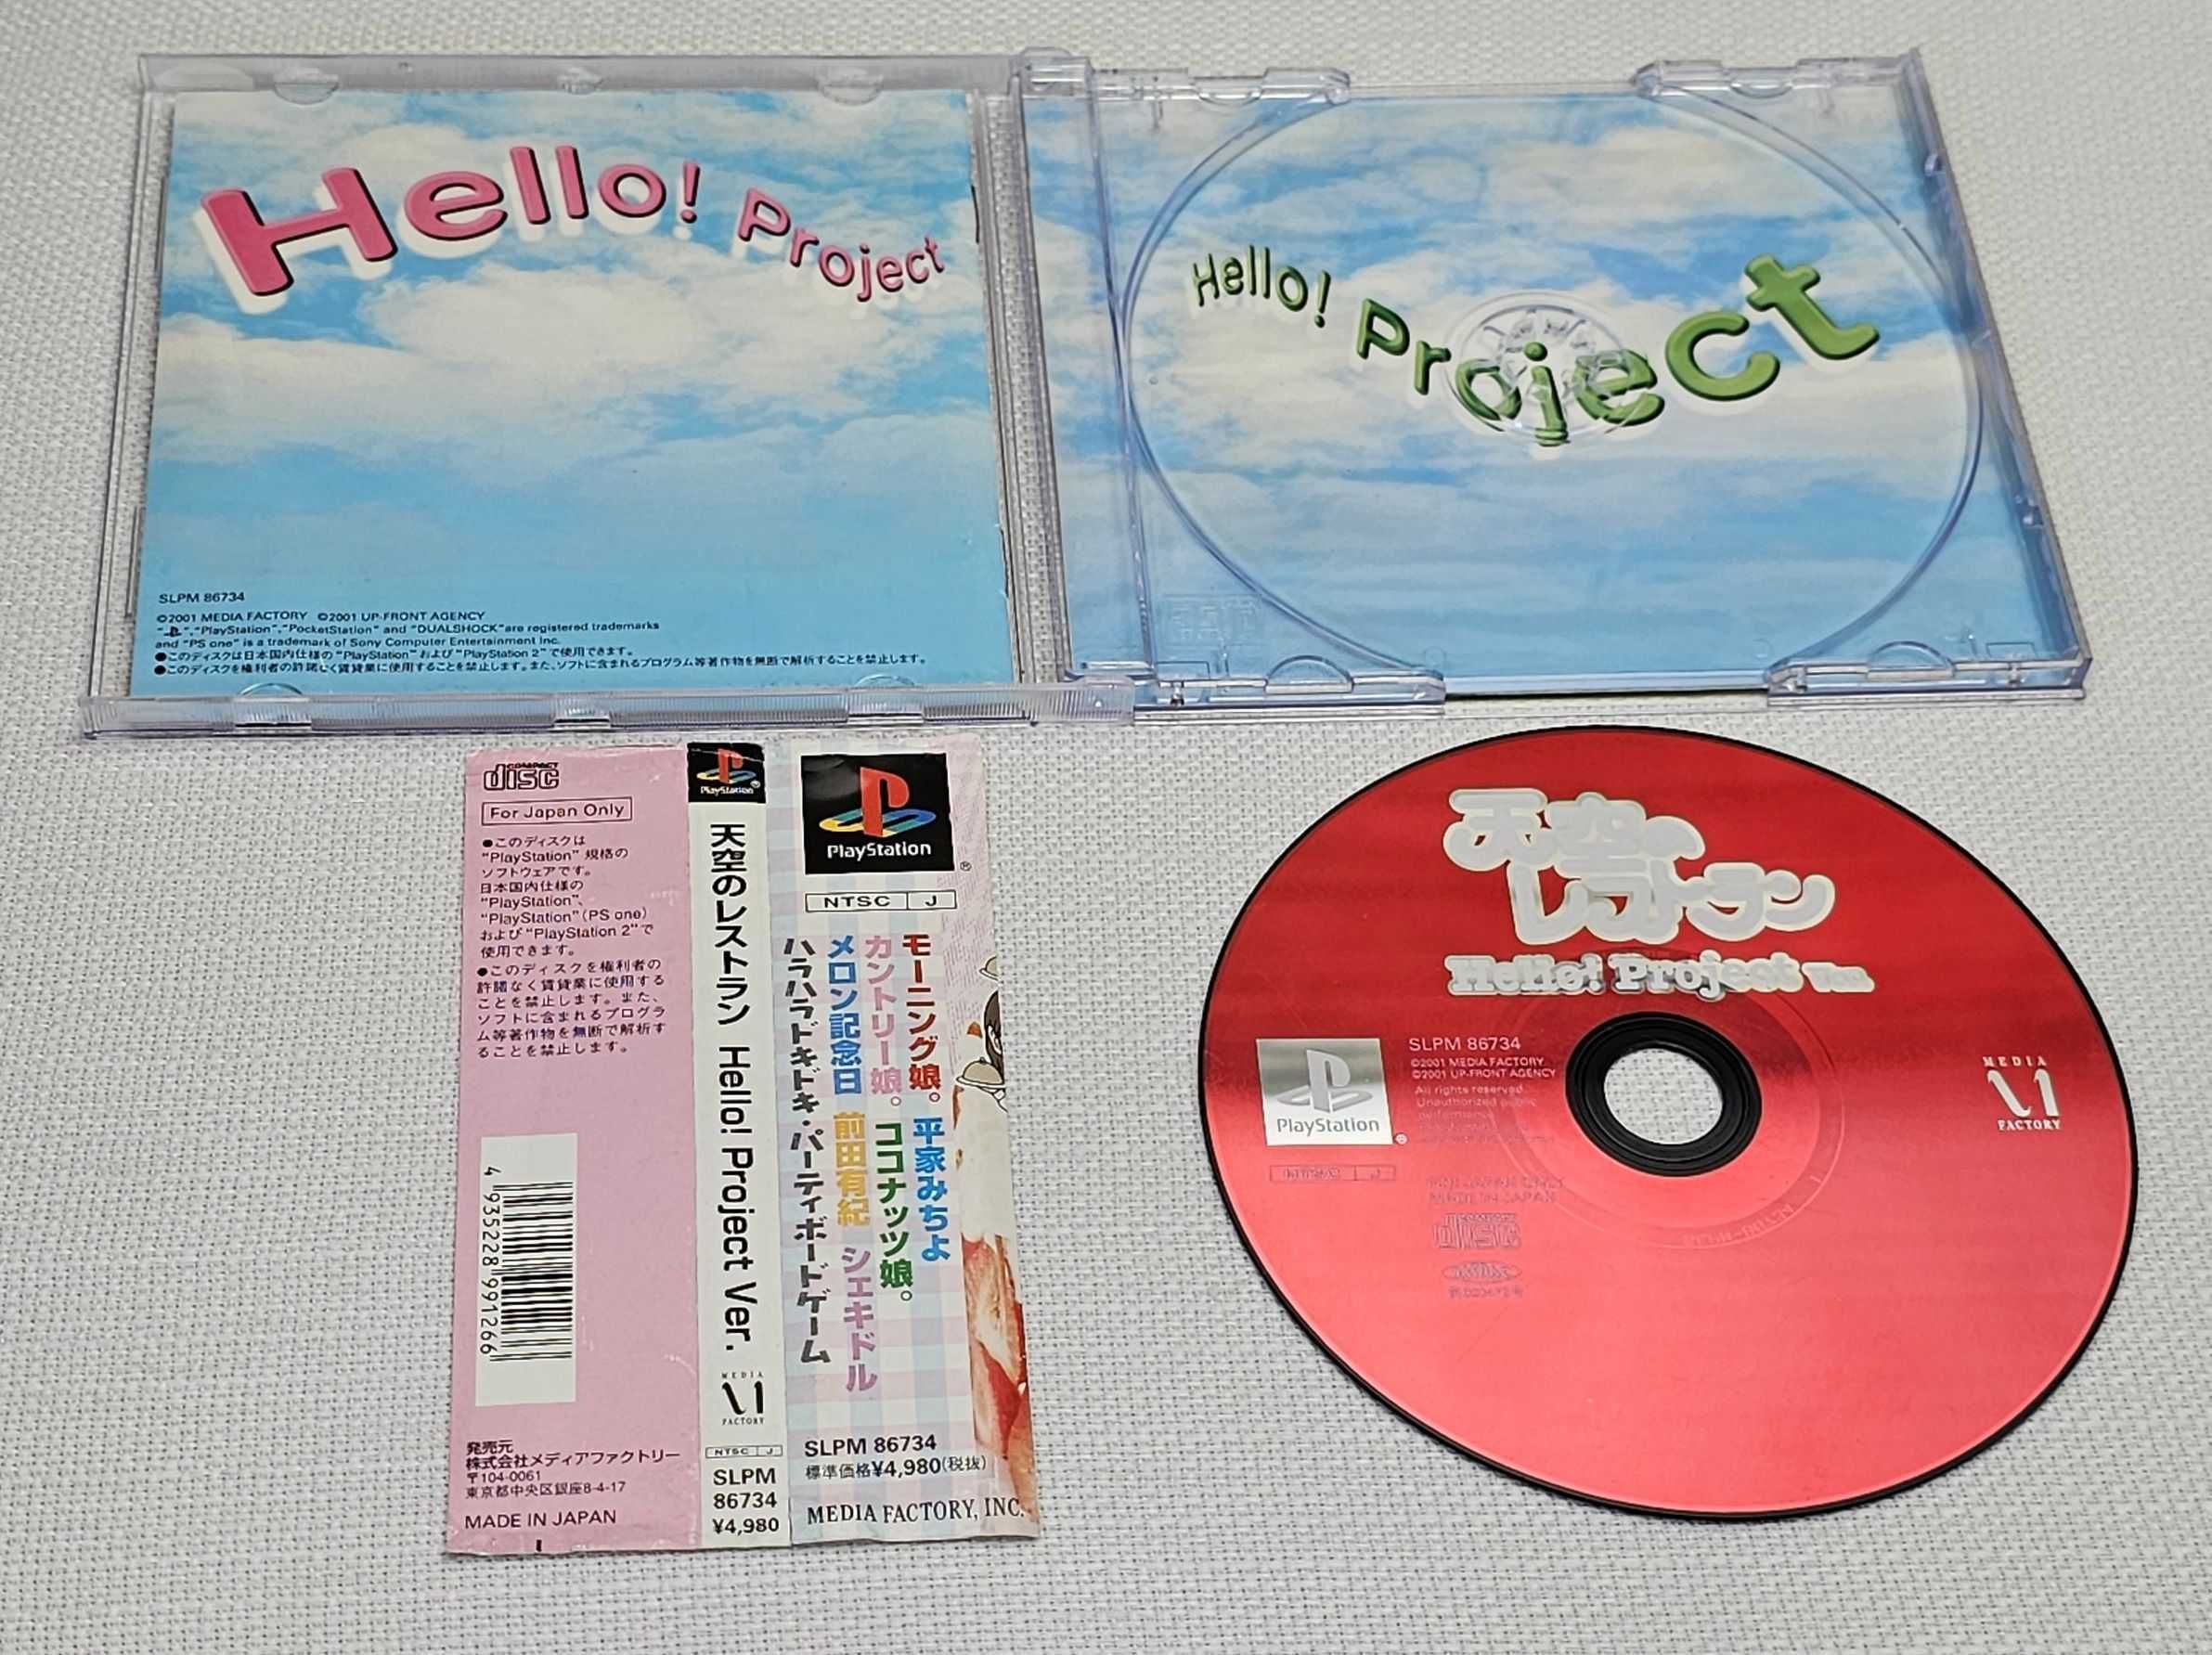 Hello! Project
SLPM 86734
©2001 MEDIA FACTORY ©2001 UP-FRONT AGENCY
"PlayStation","PocketStation" and "DUALSHOCK"are registered trademarks
and "PS one" is a trademark of Sony Computer Entertainment Inc.
●このディスクは日本国内仕様の"PlayStation"および"PlayStation 2"で使用できます。
●このディスクを権利者の許諾なく賃貸業に使用することを禁止します。また、ソフトに含まれるプログラム等著作物を無断で解析することを禁止します。
Hello! Project
COMPACT
disc
For Japan Only
●このディスクは
"PlayStation" 規格の
ソフトウェアです。
日本国内仕様の
"PlayStation"、
"PlayStation"(PS one)
および"PlayStation 2"で
使用できます。
●このディスクを権利者の
許諾なく賃貸業に使用する
ことを禁止します。また、
ソフトに含まれるプログラ
ム等著作物を無断で解析す
ることを禁止します。
4935228991266
発売元
株式会社メディアファクトリー
〒104-0061
東京都中央区銀座8-4-17
MADE IN JAPAN
PlayStation
天空のレストラン Hello! Project Ver.
MEDIA
FACTORY
NTSC J
SLPM
86734
¥4,980
PlayStation
NTSC J
モーニング娘。 平家みちよ
カントリー娘。 ココナッツ娘。
メロン記念日 前田有紀 シェキドル
ハラハラドキドキ・パーティボードゲーム
SLPM 86734
標準価格¥4,980(税抜)
MEDIA FACTORY, INC.
天空の
レストラン
Hello! Project Ver.
PlayStation
SLPM 86734
©2001 MEDIA FACTORY
©2001 UP-FRONT AGENCY
All rights reserved.
Unauthorized public
performance
J
MADE IN JAPAN
COMPACT
disc
MEDIA
FACTORY